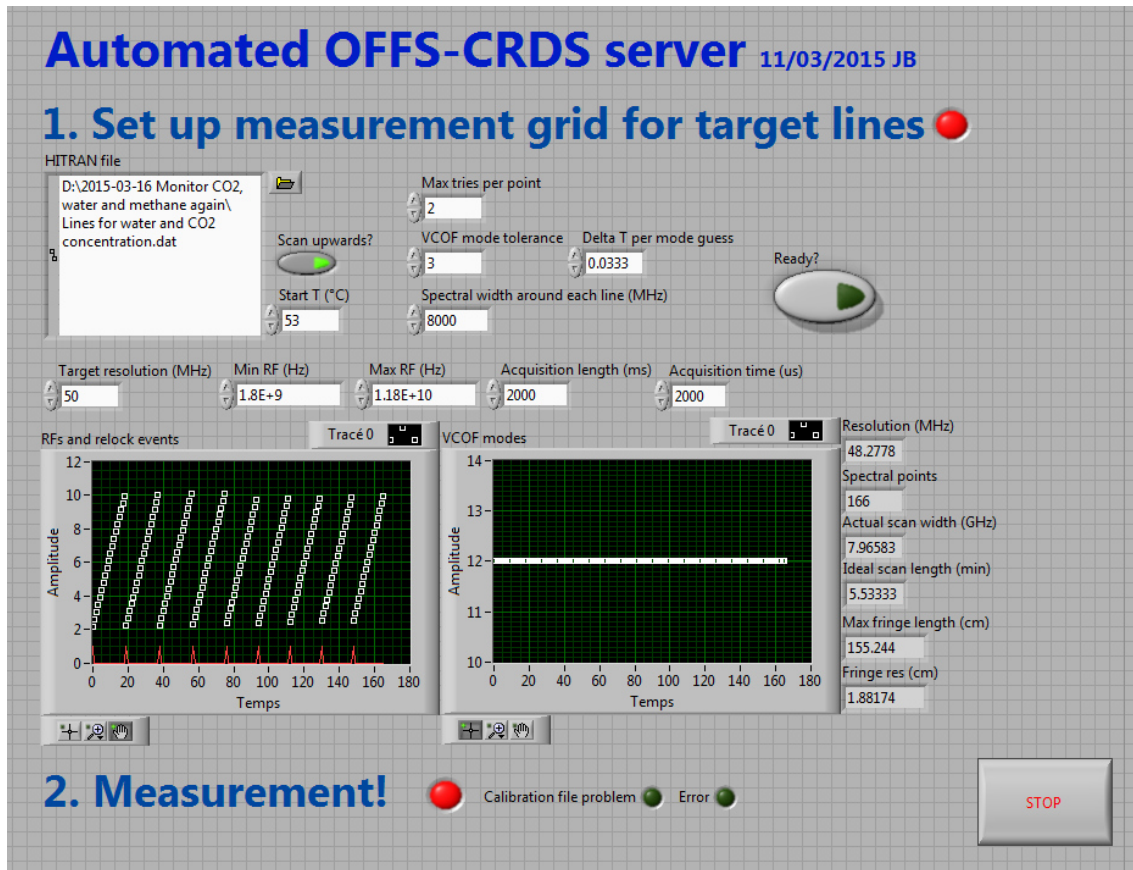 Automated OFFS-CRDS server 11/03/2015 JB
1. Set up measurement grid for target lines
HITRAN file
D:\2015-03-16 Monitor CO2,
water and methane again\
Lines for water and CO2
concentration.dat
Scan upwards?
Start T (°C)
53
Max tries per point
2
VCOF mode tolerance
3
Delta T per mode guess
0.0333
Spectral width around each line (MHz)
8000
Ready?
Target resolution (MHz)
50
Min RF (Hz)
1.8E+9
Max RF (Hz)
1.18E+10
Acquisition length (ms)
2000
Acquisition time (us)
2000
RFs and relock events
Tracé 0
12
10
8
6
4
2
0
Amplitude
0 20 40 60 80 100 120 140 160 180
Temps
VCOF modes
Tracé 0
14
13
12
11
10
Amplitude
0 20 40 60 80 100 120 140 160 180
Temps
Resolution (MHz)
48.2778
Spectral points
166
Actual scan width (GHz)
7.96583
Ideal scan length (min)
5.53333
Max fringe length (cm)
155.244
Fringe res (cm)
1.88174
2. Measurement!
Calibration file problem
Error
STOP